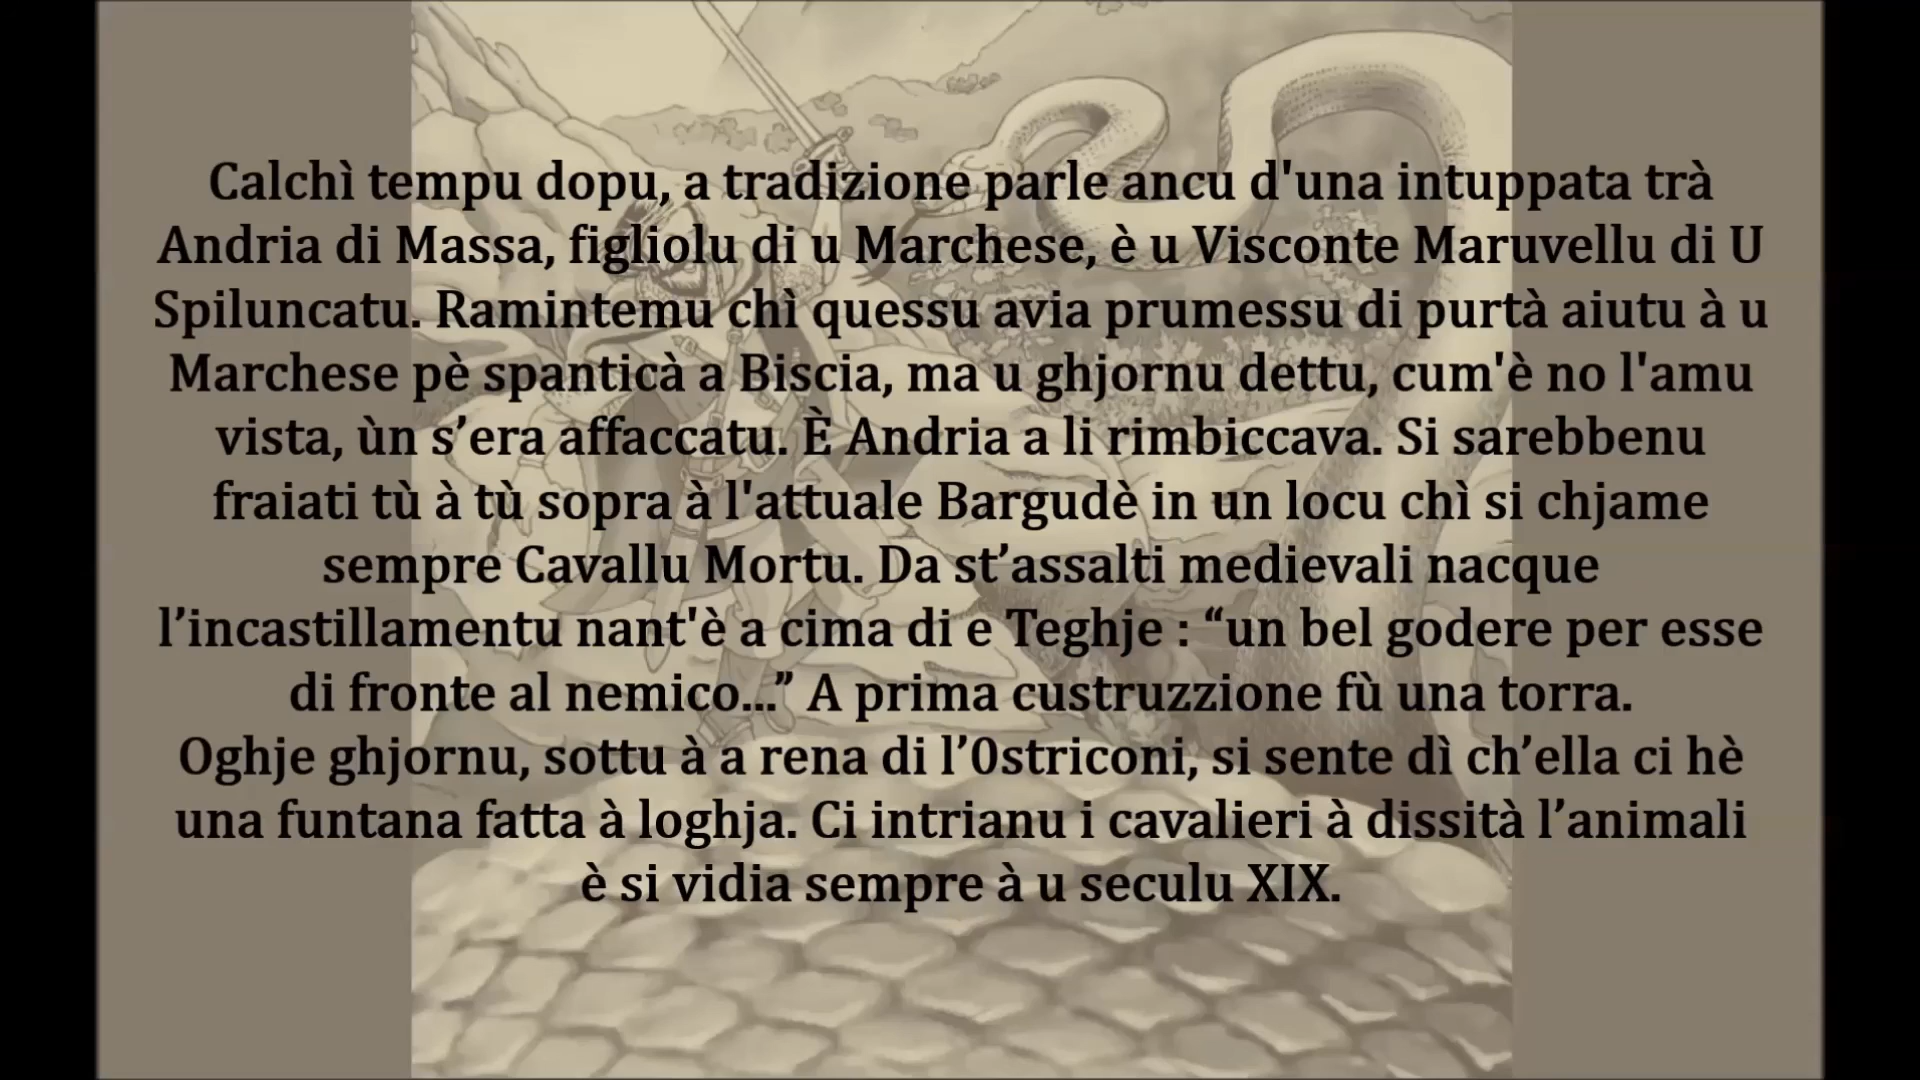 Calchì tempu dopu, a tradizione parle ancu d'una intuppata trà
Andria di Massa, figliolu di u Marchese, è u Visconte Maruvellu di U
Spiluncatu. Ramintemu chì quessu avia prumessu di purtà aiutu à u
Marchese pè spanticà a Biscia, ma u ghjornu dettu, cum'è no l'amu
vista, ùn s’era affaccatu. È Andria a li rimbiccava. Si sarebbenu
fraiati tù à tù sopra à l'attuale Bargudè in un locu chì si chjame
sempre Cavallu Mortu. Da st’assalti medievali nacque
l’incastillamentu nant'è a cima di e Teghje : “un bel godere per esse
di fronte al nemico...” A prima custruzzione fù una torra.
Oghje ghjornu, sottu à a rena di l’0striconi, si sente dì ch’ella ci hè
una funtana fatta à loghja. Ci intrianu i cavalieri à dissità l’animali
è si vidia sempre à u seculu XIX.